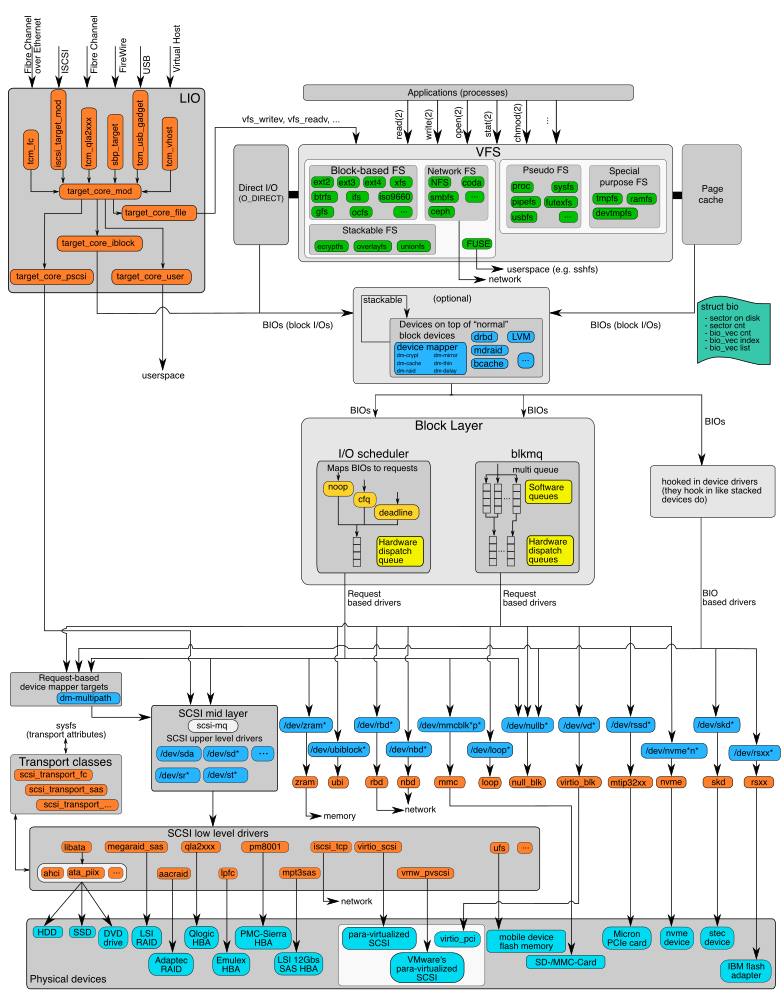 Fibre Channel
over Ethernet
ISCSI
Fibre Channel
FireWire
USB
Virtual Host
LIO
tcm_fc
iscsi_target_mod
tcm_qla2xxx
sbp_target
tcm_usb_gadget
tcm_vhost
target_core_mod
target_core_file
target_core_iblock
target_core_pscsi
target_core_user
vfs_writev, vfs_readv, ...
userspace
Applications (processes)
read(2)
write(2)
open(2)
stat(2)
chmod(2)
...
VFS
Direct I/O
(O_DIRECT)
Block-based FS
ext2
ext3
ext4
xfs
btrfs
ifs
iso9660
gfs
ocfs
...
Network FS
NFS
coda
smbfs
...
ceph
Pseudo FS
proc
sysfs
pipefs
futexfs
usbfs
...
Special
purpose FS
tmpfs
ramfs
devtmpfs
Page
cache
Stackable FS
ecryptfs
overlayfs
unionfs
FUSE
userspace (e.g. sshfs)
network
BIOs (block I/Os)
stackable
(optional)
Devices on top of “normal”
block devices
drbd
LVM
device mapper
dm-crypt
dm-mirror
dm-cache
dm-thin
dm-raid
dm-delay
mdraid
bcache
...
BIOs (block I/Os)
struct bio
- sector on disk
- sector cnt
- bio_vec cnt
- bio_vec index
- bio_vec list
BIOs
BIOs
BIOs
Block Layer
I/O scheduler
Maps BIOs to requests
noop
cfq
deadline
Hardware
dispatch
queue
blkmq
multi queue
Software
queues
...
Hardware
dispatch
queues
...
hooked in device drivers
(they hook in like stacked
devices do)
Request
based drivers
Request
based drivers
BIO
based drivers
Request-based
device mapper targets
dm-multipath
sysfs
(transport attributes)
Transport classes
scsi_transport_fc
scsi_transport_sas
scsi_transport_...
SCSI mid layer
scsi-mq
SCSI upper level drivers
/dev/sda
/dev/sd*
...
/dev/sr*
/dev/st*
/dev/zram*
/dev/rbd*
/dev/mmcblk*p*
/dev/nullb*
/dev/vd*
/dev/rssd*
/dev/skd*
/dev/ubiblock*
/dev/nbd*
/dev/loop*
/dev/nvme*n*
/dev/rsxx*
zram
ubi
rbd
nbd
mmc
loop
null_blk
virtio_blk
mtip32xx
nvme
skd
rsxx
memory
network
SCSI low level drivers
libata
megaraid_sas
qla2xxx
pm8001
iscsi_tcp
virtio_scsi
ufs
...
ahci
ata_piix
...
aacraid
lpfc
mpt3sas
vmw_pvscsi
network
HDD
SSD
DVD
drive
LSI
RAID
Adaptec
RAID
Qlogic
HBA
Emulex
HBA
PMC-Sierra
HBA
LSI 12Gbs
SAS HBA
para-virtualized
SCSI
virtio_pci
VMware's
para-virtualized
SCSI
mobile device
flash memory
SD-/MMC-Card
Micron
PCIe card
nvme
device
stec
device
IBM flash
adapter
Physical devices